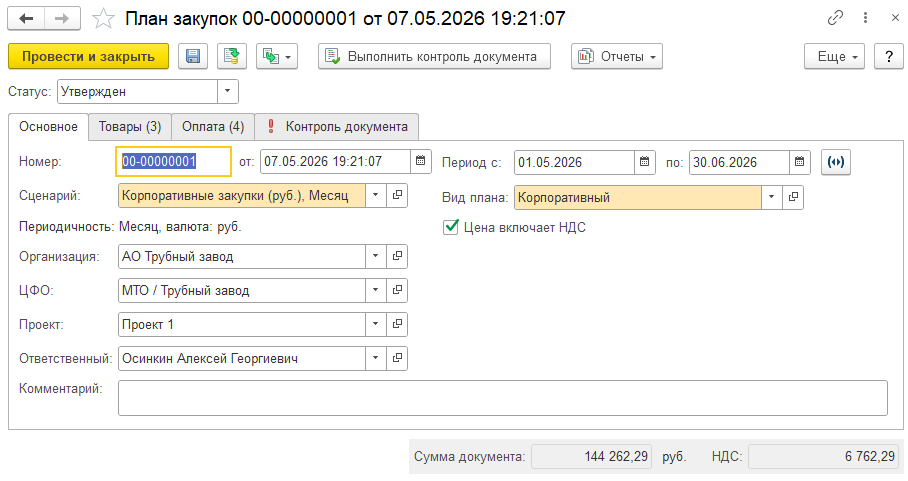 План закупок 00-00000001 от 07.05.2026 19:21:07
Провести и закрыть Выполнить контроль документа Отчеты Еще ?
Статус: Утвержден
Основное Товары (3) Оплата (4) Контроль документа
Номер: 00-00000001 от: 07.05.2026 19:21:07 Период с: 01.05.2026 по: 30.06.2026
Сценарий: Корпоративные закупки (руб.), Месяц Вид плана: Корпоративный
Периодичность: Месяц, валюта: руб. Цена включает НДС
Организация: АО Трубный завод
ЦФО: МТО / Трубный завод
Проект: Проект 1
Ответственный: Осинкин Алексей Георгиевич
Комментарий:
Сумма документа: 144 262,29 руб. НДС: 6 762,29